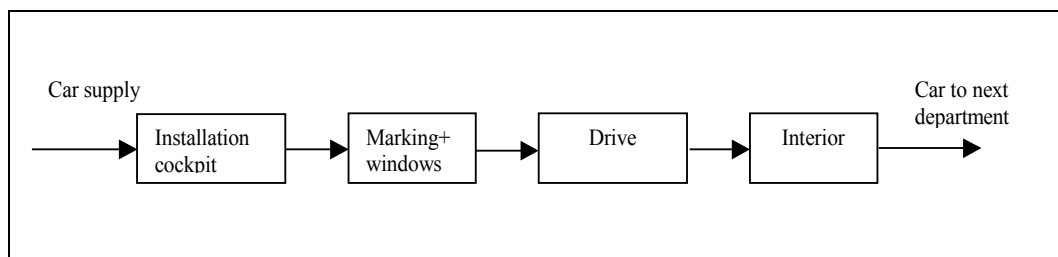 Car supply
Installation
cockpit
Marking+
windows
Drive
Interior
Car to next
department